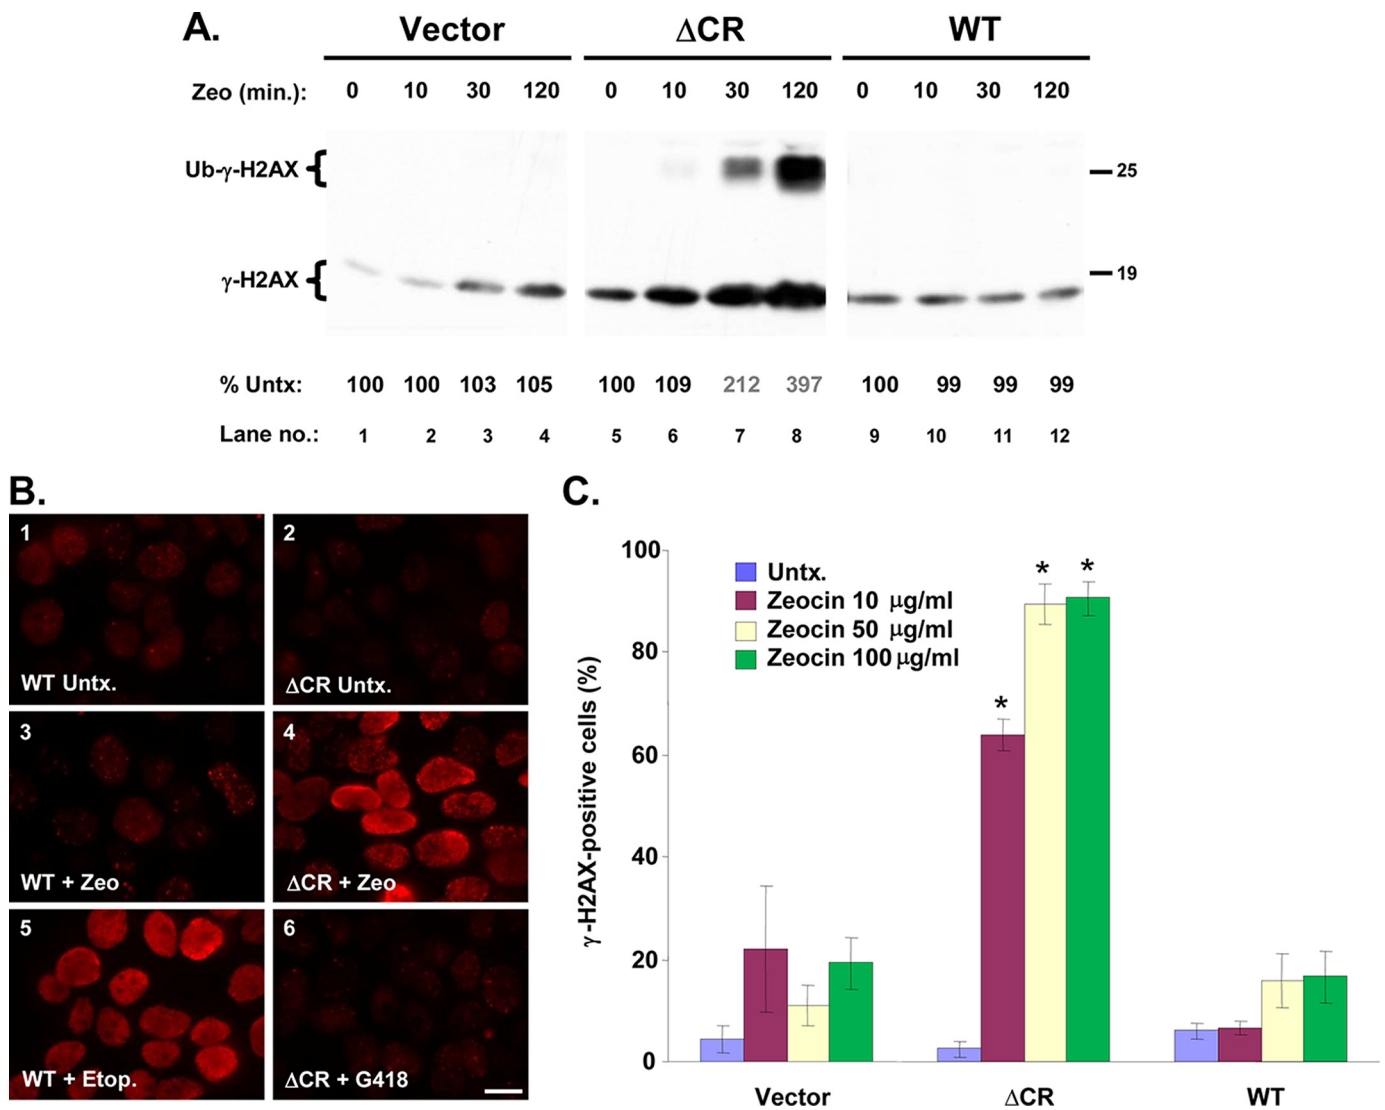 A.
Vector ΔCR WT
Zeo (min.): 0 10 30 120 0 10 30 120 0 10 30 120
Ub-γ-H2AX
25
γ-H2AX
19
% Untx: 100 100 103 105 100 109 212 397 100 99 99 99
Lane no.: 1 2 3 4 5 6 7 8 9 10 11 12
B.
1
WT Untx.
2
ΔCR Untx.
3
WT + Zeo
4
ΔCR + Zeo
5
WT + Etop.
6
ΔCR + G418
C.
γ-H2AX-positive cells (%)
100
80
60
40
20
0
Untx.
Zeocin 10 μg/ml
Zeocin 50 μg/ml
Zeocin 100 μg/ml
* * *
Vector ΔCR WT